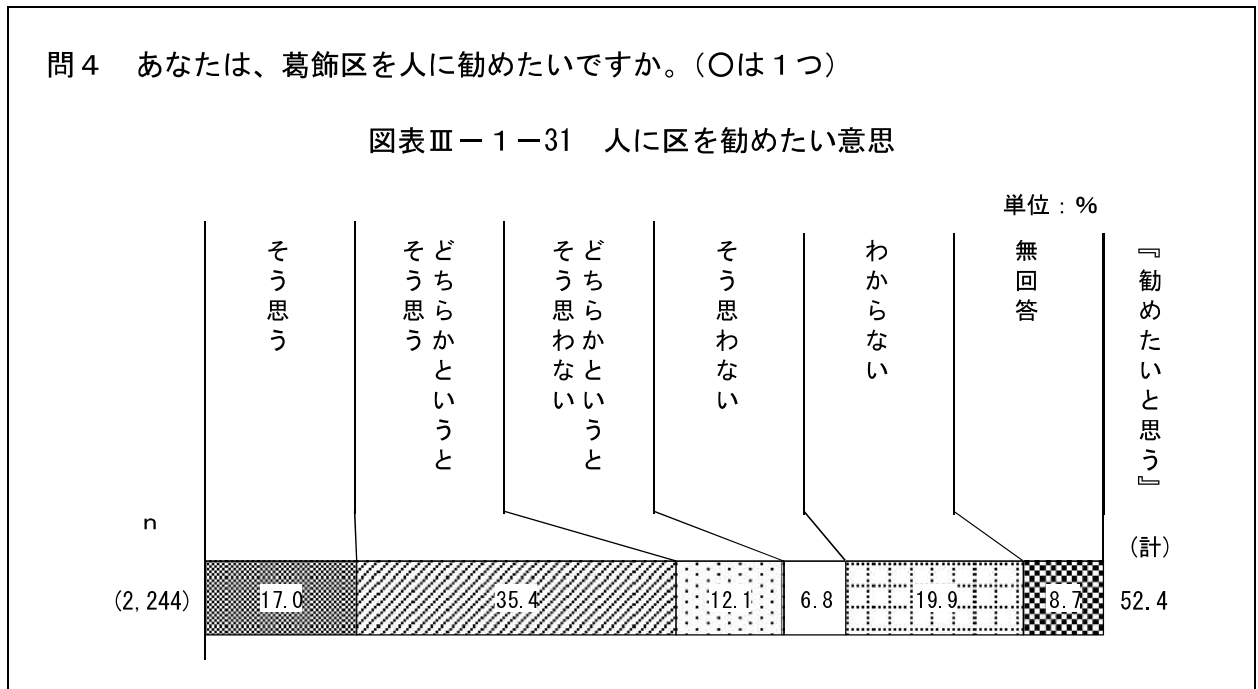 問４　あなたは、葛飾区を人に勧めたいですか。（○は１つ）
図表Ⅲ－１－31　人に区を勧めたい意思
単位：％
そう思う
どちらかというと
そう思う
どちらかというと
そう思わない
そう思わない
わからない
無回答
『勧めたいと思う』
（計）
ｎ
(2,244)
17.0
35.4
12.1
6.8
19.9
8.7
52.4